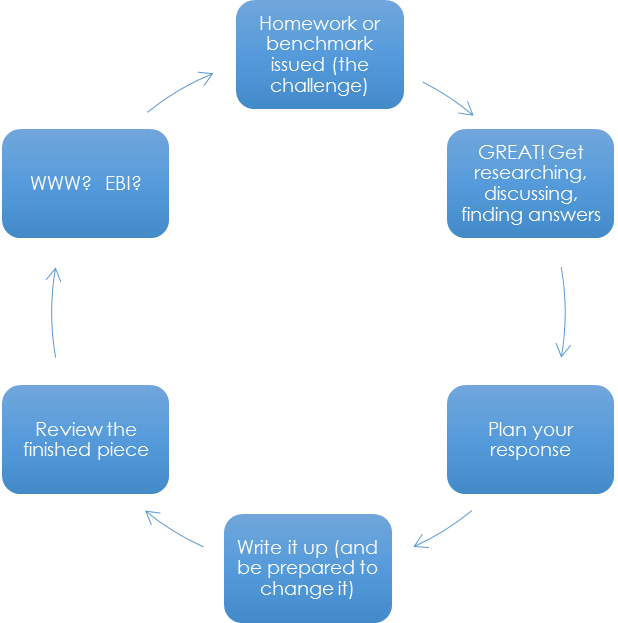 Homework or
benchmark
issued (the
challenge)
GREAT! Get
researching,
discussing,
finding answers
Plan your
response
Write it up (and
be prepared to
change it)
Review the
finished piece
WWW?  EBI?